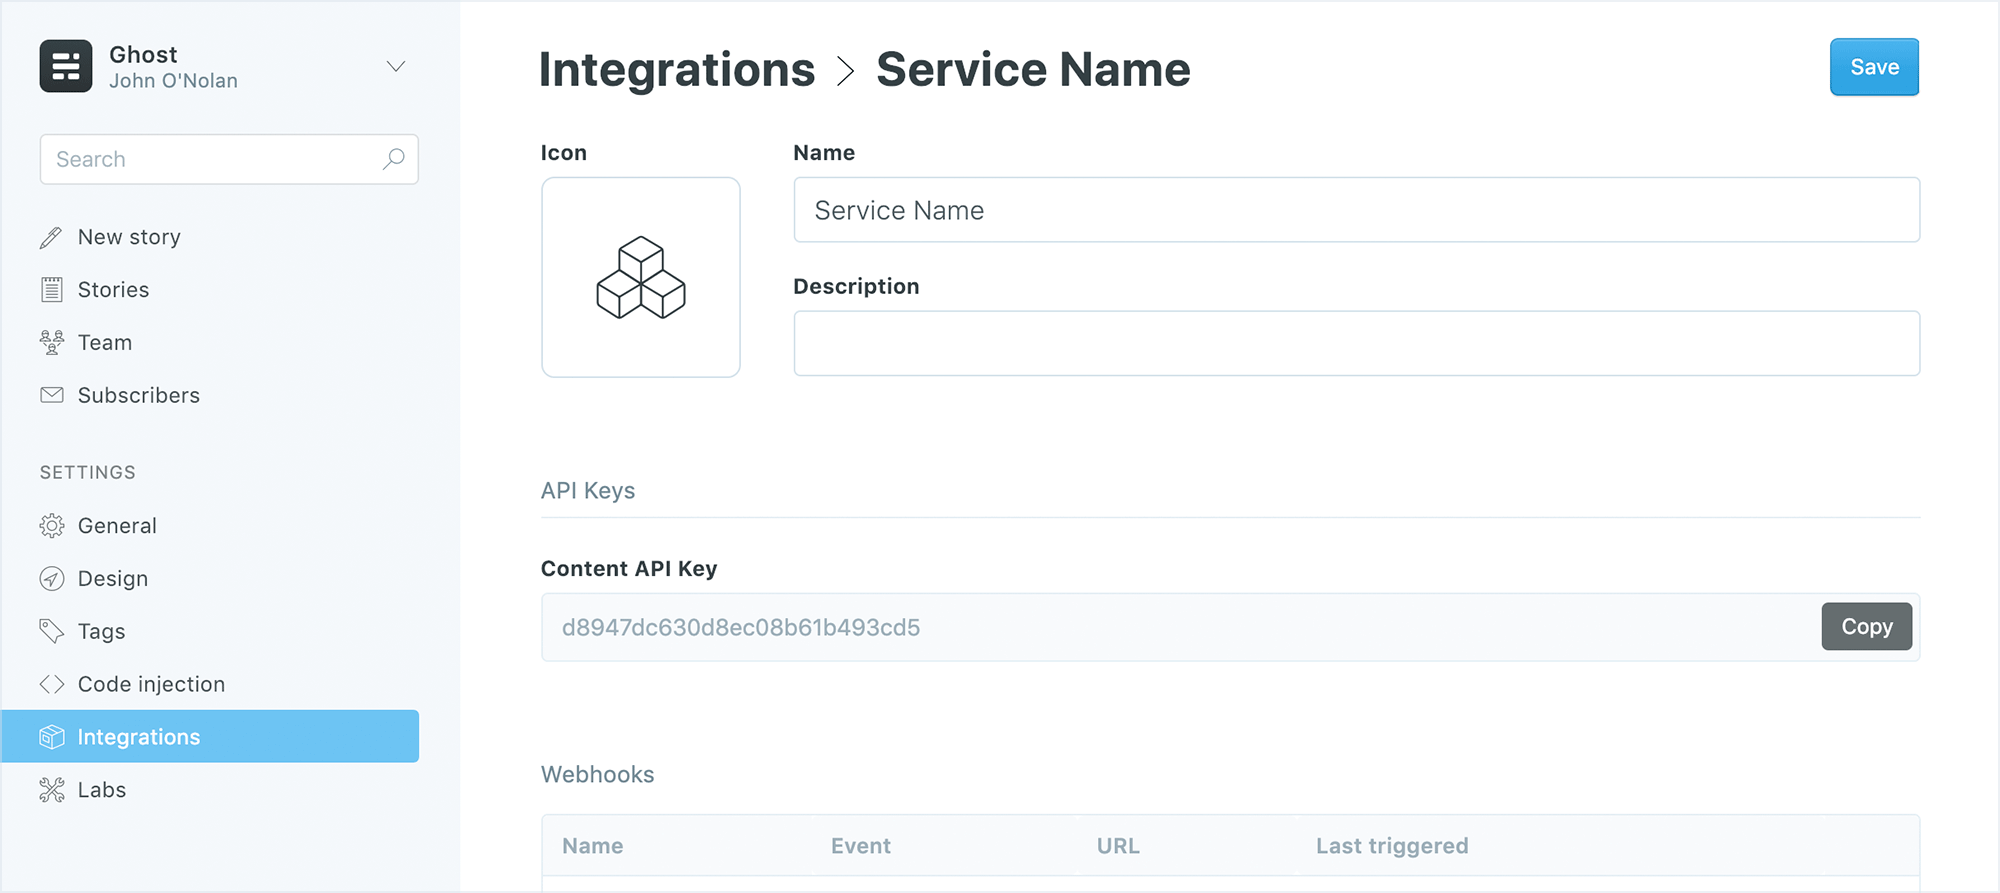 Ghost
John O'Nolan
Search
New story
Stories
Team
Subscribers
SETTINGS
General
Design
Tags
Code injection
Integrations
Labs
Integrations > Service Name
Save
Icon
Name
Service Name
Description
API Keys
Content API Key
d8947dc630d8ec08b61b493cd5
Copy
Webhooks
Name Event URL Last triggered